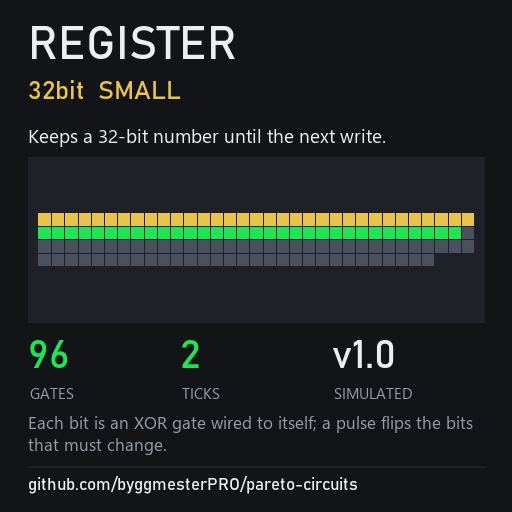 REGISTER
32bit SMALL
Keeps a 32-bit number until the next write.
96 2 v1.0
GATES TICKS SIMULATED
Each bit is an XOR gate wired to itself; a pulse flips the bits
that must change.
github.com/byggmesterPRO/pareto-circuits